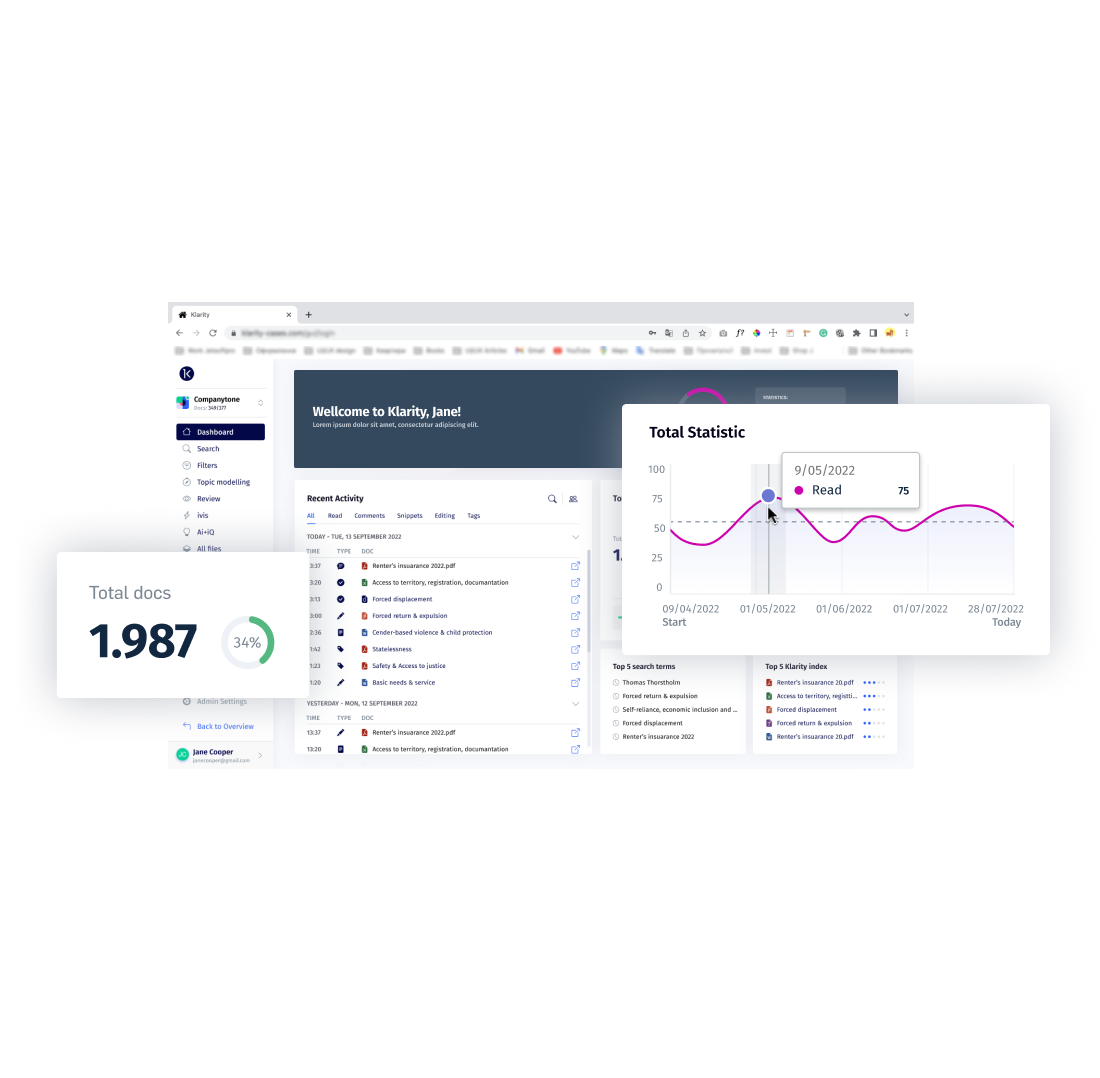 Klarity
Companytone
Docs: 349/377
Dashboard
Search
Filters
Topic modelling
Review
ivis
Ai+iQ
All files
Admin Settings
Back to Overview
JC
Jane Cooper
janecooper@gmail.com
Total docs
1.987
34%
Wellcome to Klarity, Jane!
Lorem ipsum dolor sit amet, consectetur adipiscing elit.
STATISTICS:
Recent Activity
All Read Comments Snippets Editing Tags
TODAY - TUE, 13 SEPTEMBER 2022
TIME TYPE DOC
3:37 Renter's insuarance 2022.pdf
3:20 Access to territory, registration, documantation
3:13 Forced displacement
3:00 Forced return & expulsion
2:36 Cender-based violence & child protection
1:42 Statelessness
1:23 Safety & Access to justice
1:20 Basic needs & service
YESTERDAY - MON, 12 SEPTEMBER 2022
TIME TYPE DOC
13:37 Renter's insuarance 2022.pdf
13:20 Access to territory, registration, documantation
Total Statistic
100
75
50
25
0
9/05/2022
Read 75
09/04/2022 01/05/2022 01/06/2022 01/07/2022 28/07/2022
Start Today
Top 5 search terms
Thomas Thorstholm
Forced return & expulsion
Self-reliance, economic inclusion and ...
Forced displacement
Renter's insuarance 2022
Top 5 Klarity index
Renter's insuarance 20.pdf
Access to territory, registti...
Forced displacement
Forced return & expulsion
Renter's insuarance 20.pdf